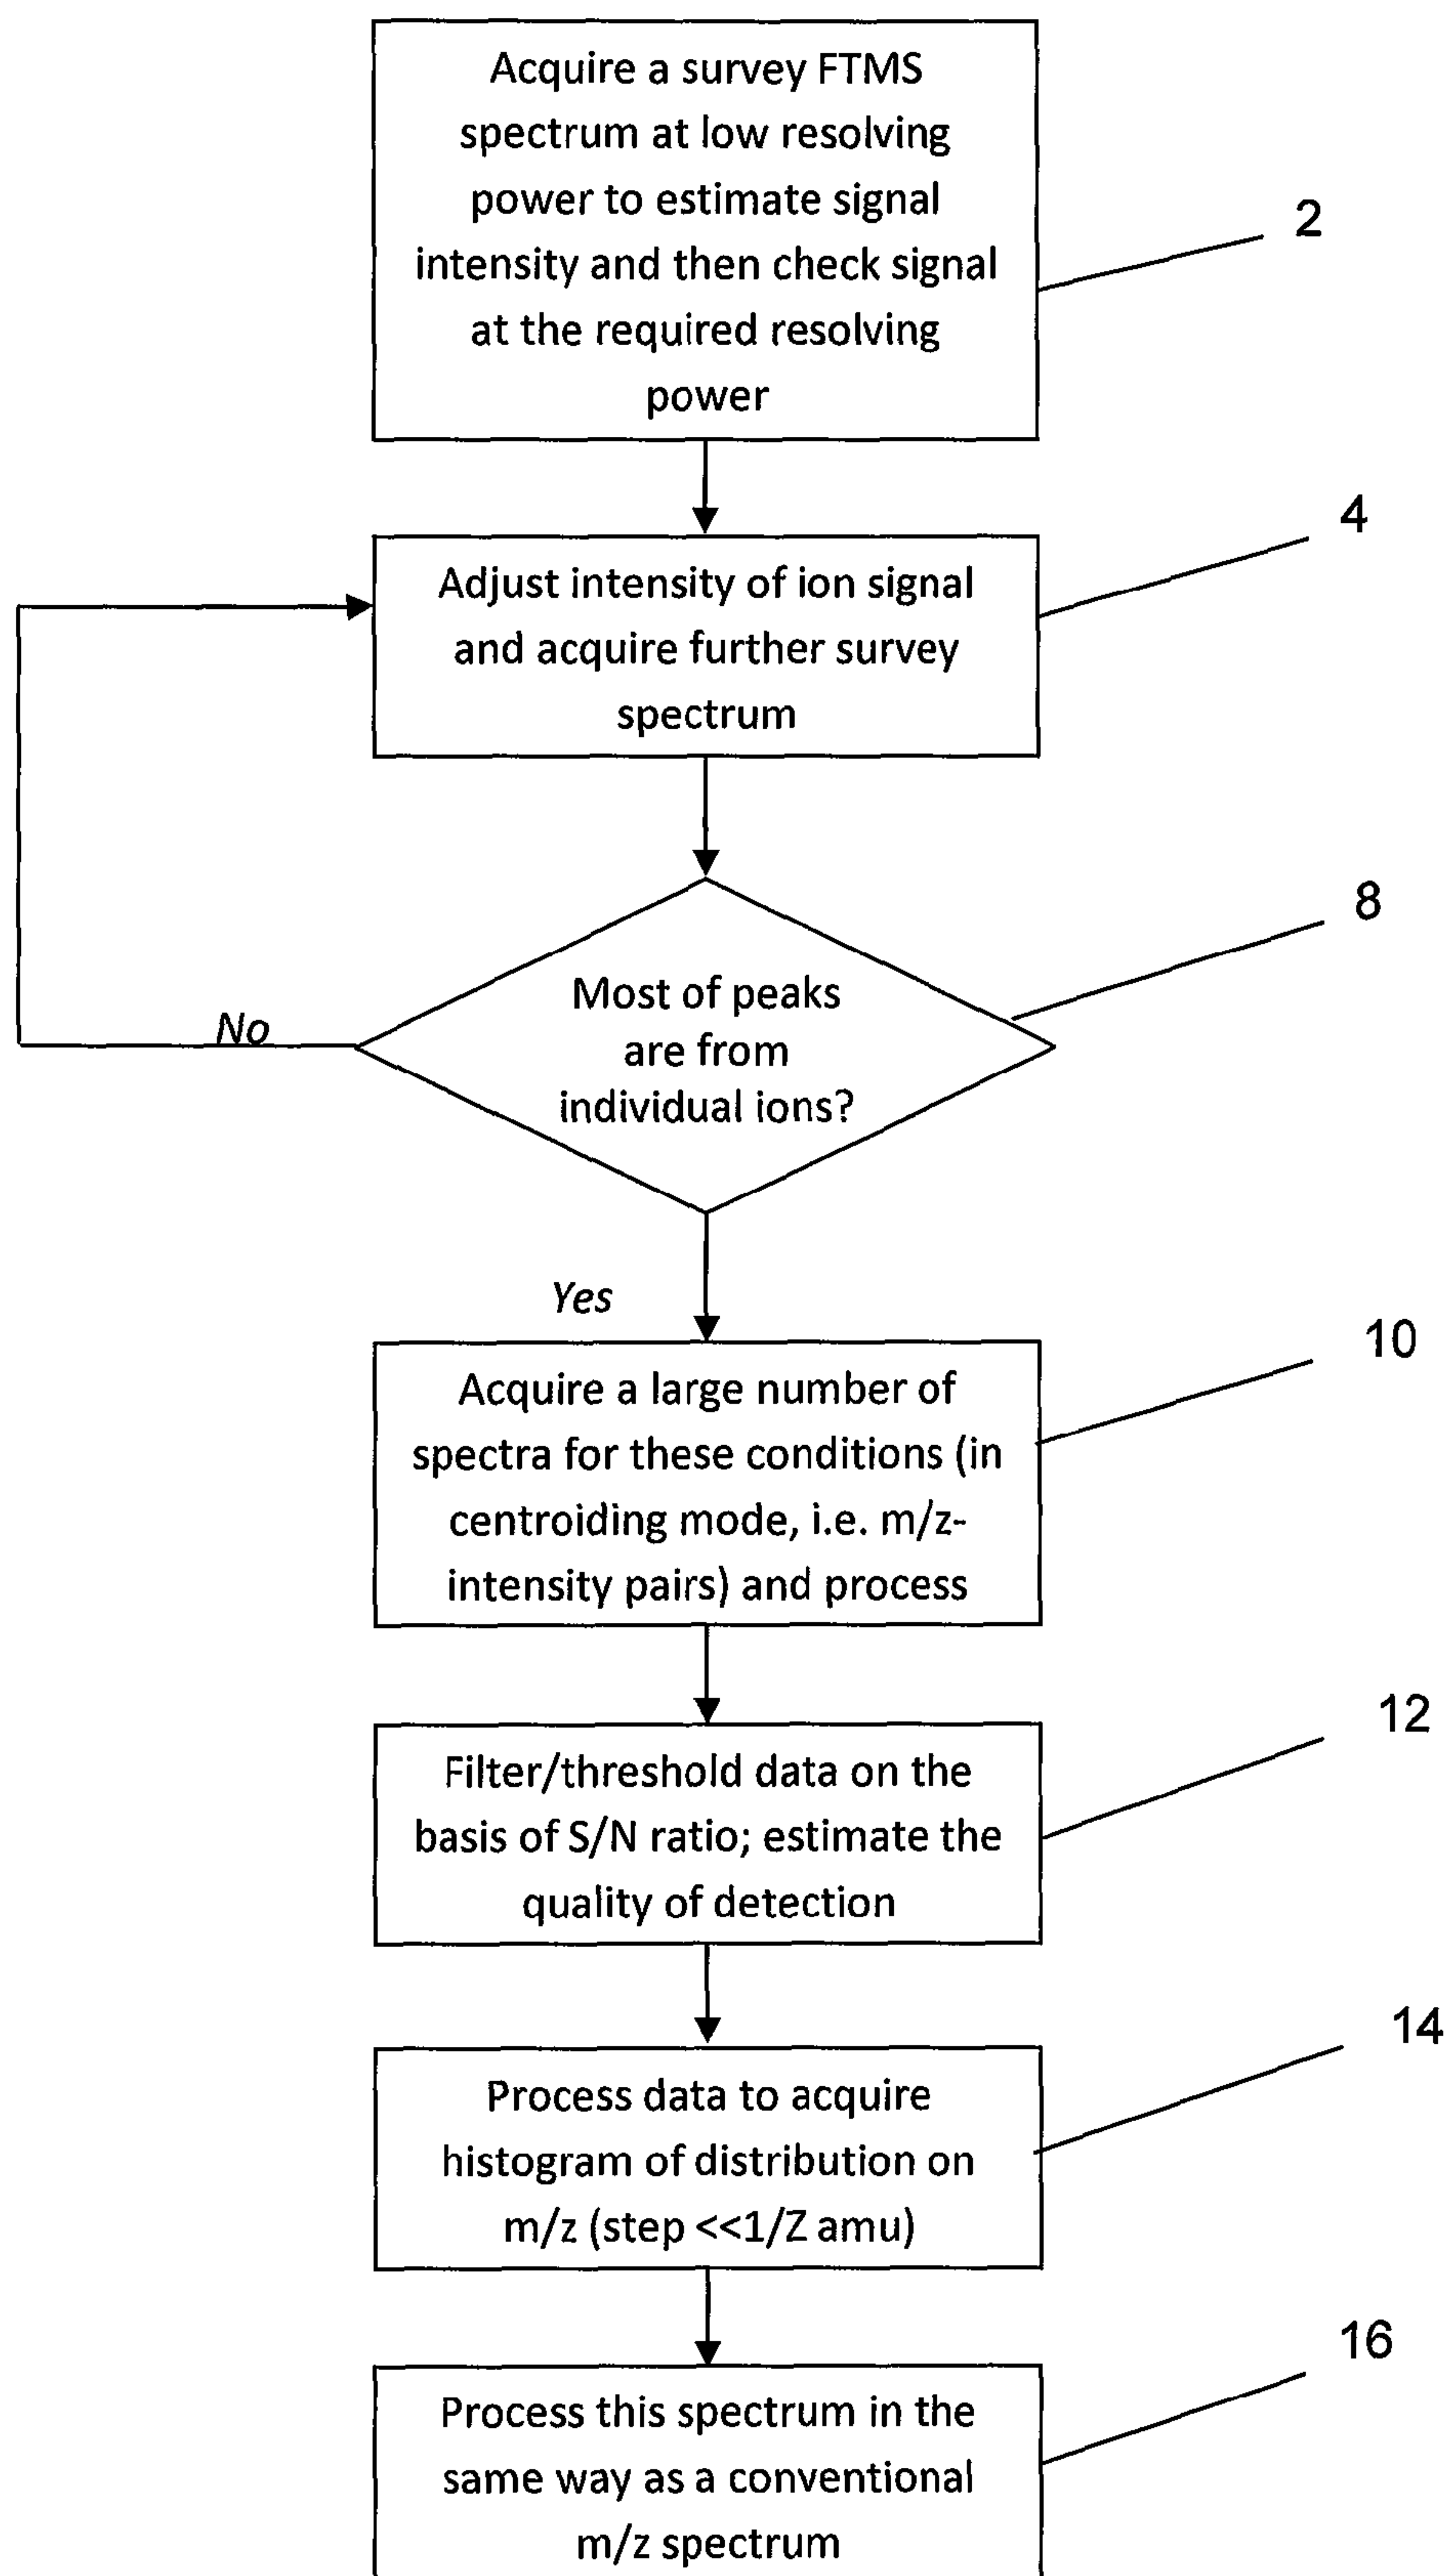 Acquire a survey FTMS
spectrum at low resolving
power to estimate signal
intensity and then check signal
at the required resolving
power
2
4
Adjust intensity of ion signal
and acquire further survey
spectrum
8
Most of peaks
are from
individual ions?
No
Yes
10
Acquire a large number of
spectra for these conditions (in
centroiding mode, i.e. m/z-
intensity pairs) and process
12
Filter/threshold data on the
basis of S/N ratio; estimate the
quality of detection
14
Process data to acquire
histogram of distribution on
m/z (step <<1/Z amu)
16
Process this spectrum in the
same way as a conventional
m/z spectrum